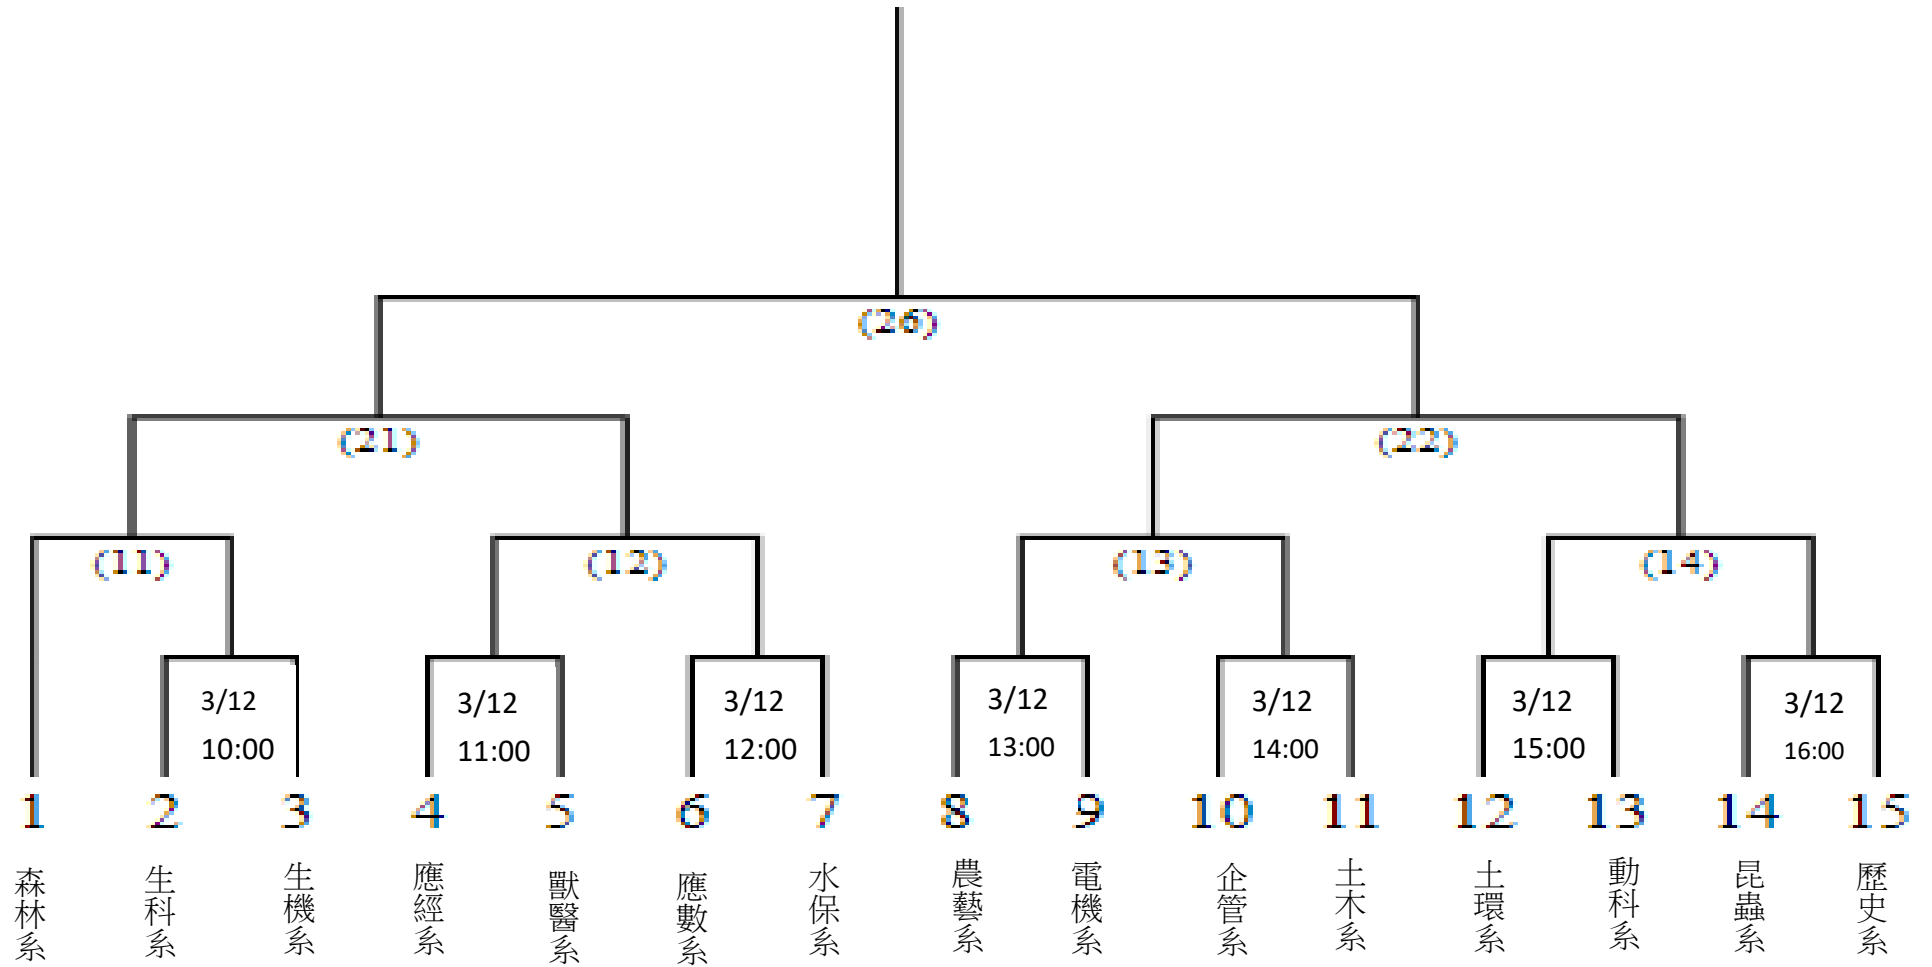 (26)
(21)
(22)
(11)
(12)
(13)
(14)
3/12
10:00
3/12
11:00
3/12
12:00
3/12
13:00
3/12
14:00
3/12
15:00
3/12
16:00
1
2
3
4
5
6
7
8
9
10
11
12
13
14
15
森林系
生科系
生機系
應經系
獸醫系
應數系
水保系
農藝系
電機系
企管系
土木系
土環系
動科系
昆蟲系
歷史系